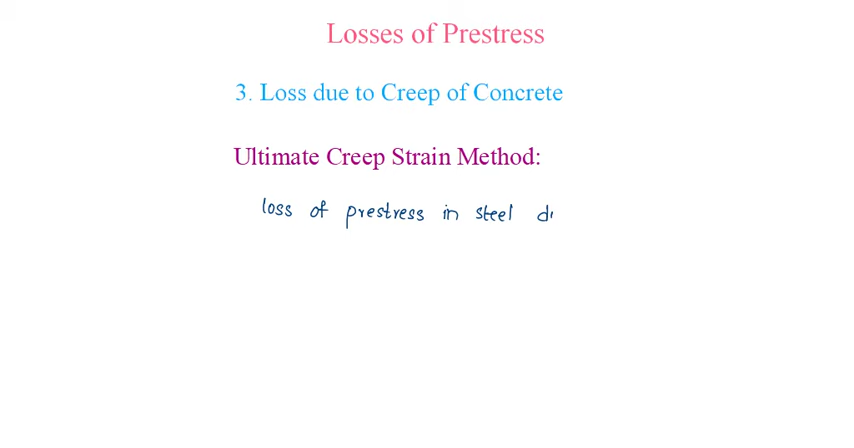 Losses of Prestress
3. Loss due to Creep of Concrete
Ultimate Creep Strain Method:
loss of prestress in steel